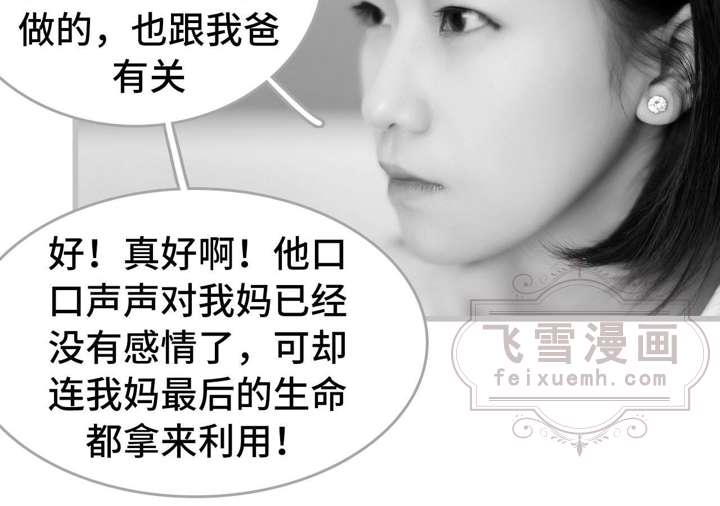 做的，也跟我爸
有关
好！真好啊！他口
口声声对我妈已经
没有感情了，可却
连我妈最后的生命
都拿来利用！
飞雪漫画
feixuemh.com